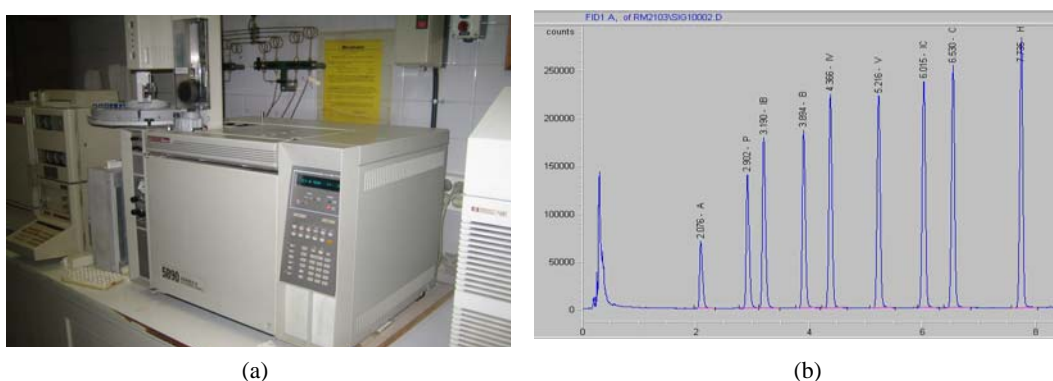 5890
FID1 A, of RM2103\SIG10002.D
counts
250000
200000
150000
100000
50000
0
2.076 - A
2.902 - P
3.190 - IB
3.894 - B
4.366 - IV
5.216 - V
6.015 - IC
6.530 - C
7.735 - H
0
2
4
6
8
(a)
(b)